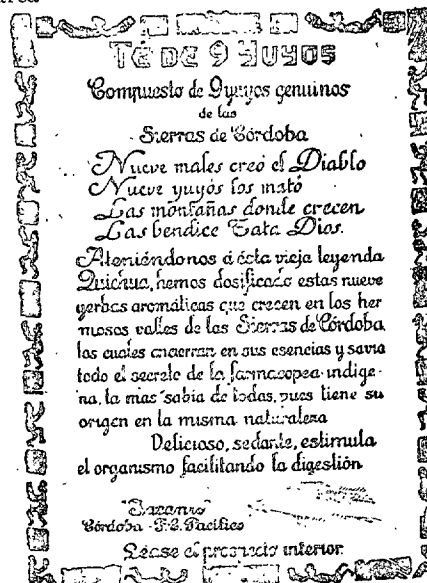 TÉ DE 9 YUYOS
Compuesto de 9 yuyos genuinos
de las
Sierras de Córdoba
Nueve males creó el Diablo
Nueve yuyos los mató
Las montañas donde crecen
Las bendice Tata Dios.
Ateniéndonos á ésta vieja leyenda
Quichua, hemos dosificado estas nueve
yerbas aromáticas que crecen en los her
mosos valles de las Sierras de Córdoba
las cuales encierran en sus esencias y savia
todo el secreto de la farmacopea indige-
na, la mas sabia de todas, pues tiene su
origen en la misma naturaleza
Delicioso, sedante, estimula
el organismo facilitando la digestión
Córdoba - F.C. Pacífico
Léase el prospecto interior